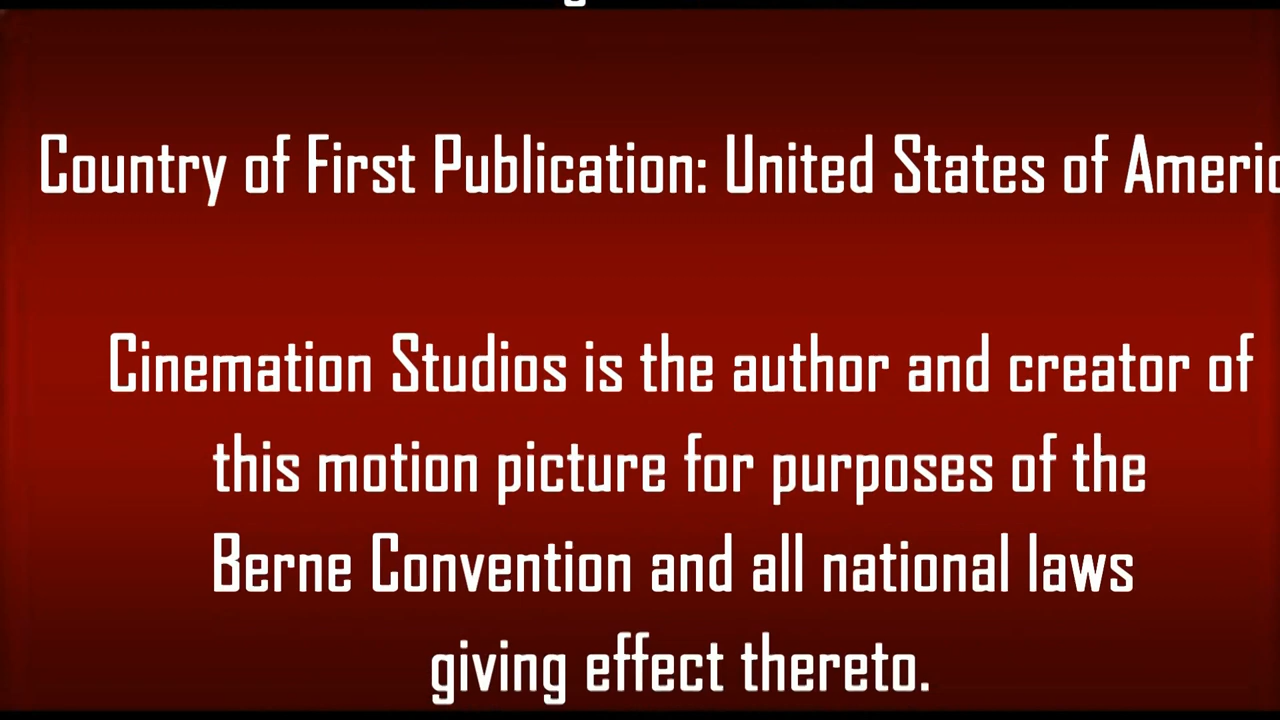 Country of First Publication: United States of Americ
Cinemation Studios is the author and creator of
this motion picture for purposes of the
Berne Convention and all national laws
giving effect thereto.